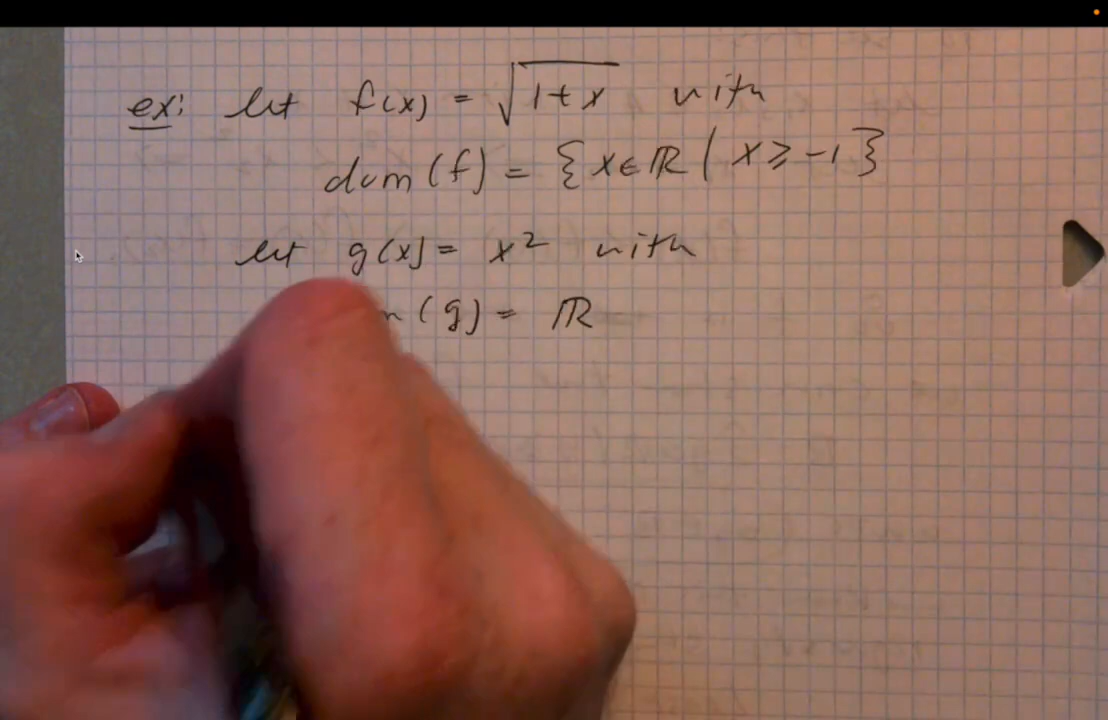 ex: let f(x) = √1+x with
dom(f) = {x∈ℝ | x ≥ -1}
let g(x) = x² with
(g) = ℝ